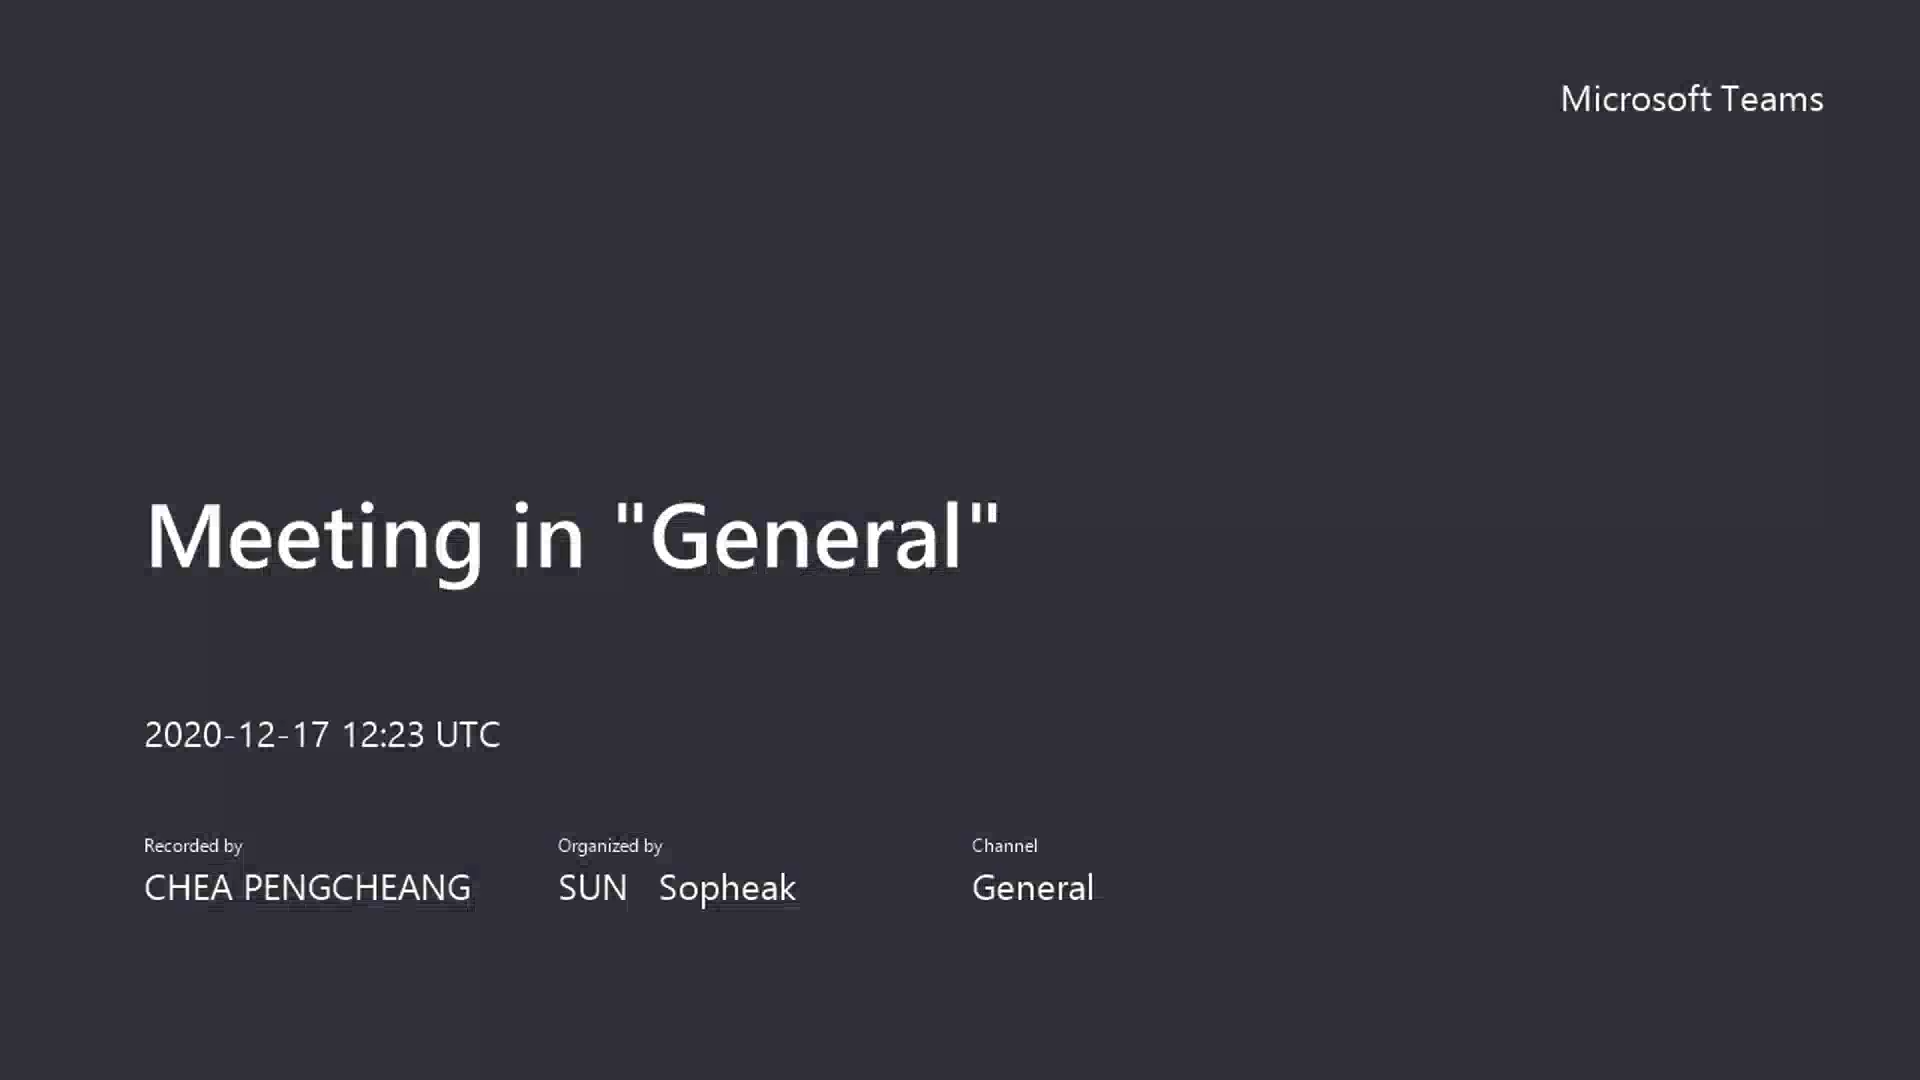 Microsoft Teams
Meeting in "General"
2020-12-17 12:23 UTC
Recorded by Organized by Channel
CHEA PENGCHEANG SUN Sopheak General